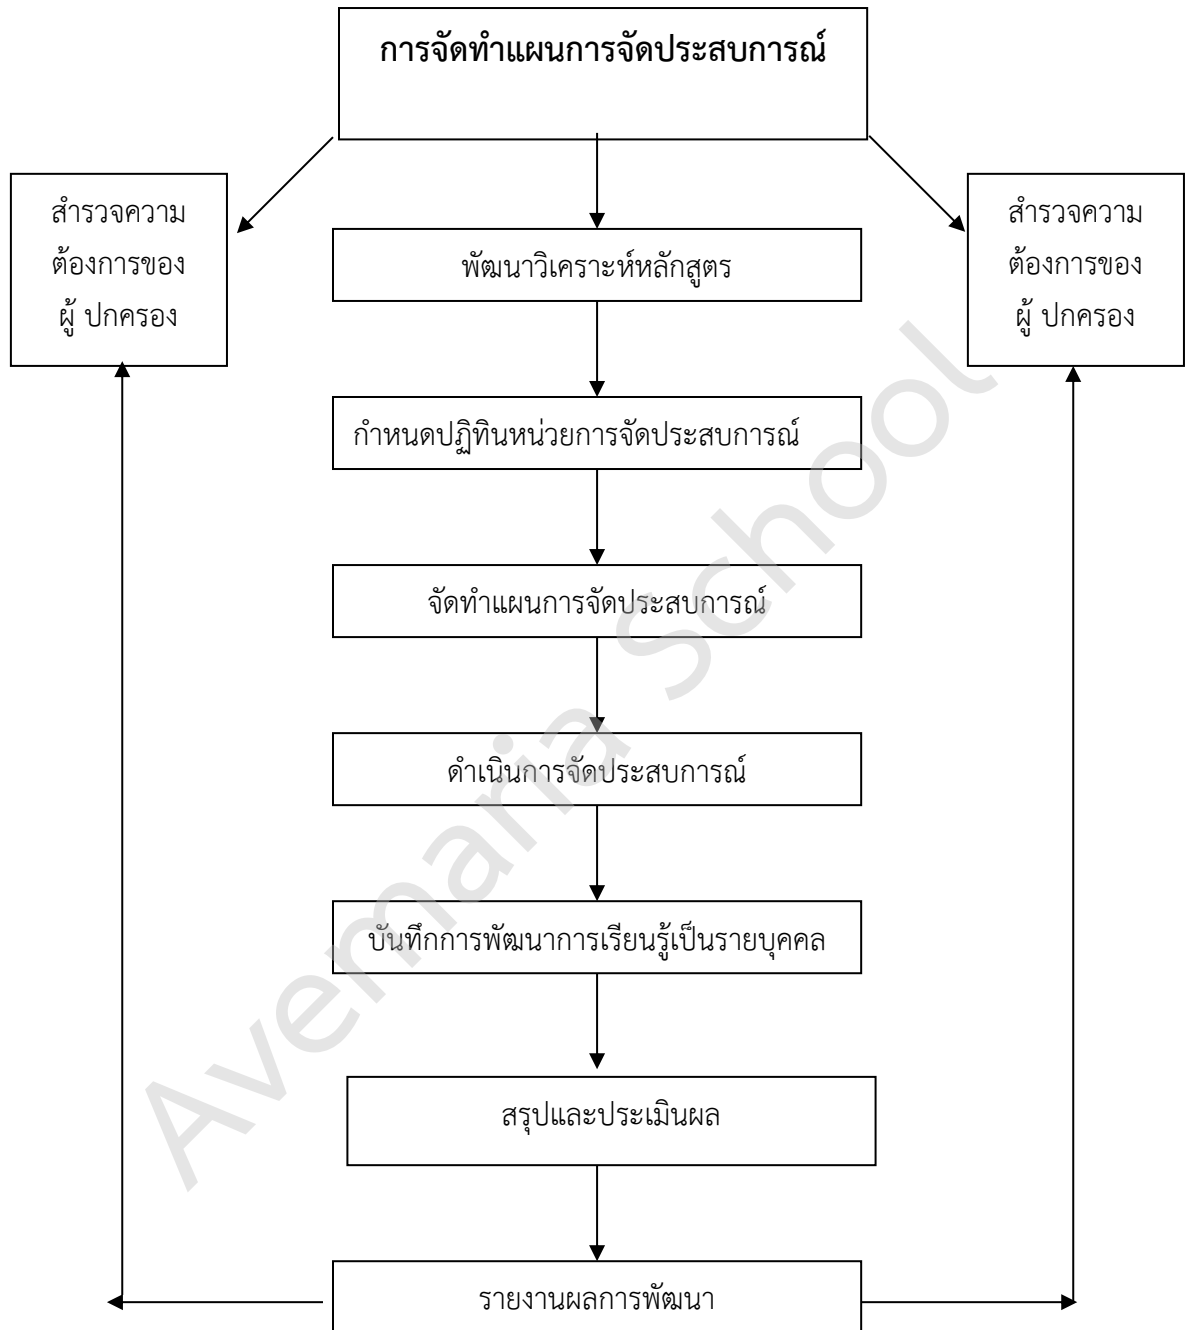 การจัดทำแผนการจัดประสบการณ์
สำรวจความ
ต้องการของ
ผู้ ปกครอง
สำรวจความ
ต้องการของ
ผู้ ปกครอง
พัฒนาวิเคราะห์หลักสูตร
กำหนดปฏิทินหน่วยการจัดประสบการณ์
จัดทำแผนการจัดประสบการณ์
ดำเนินการจัดประสบการณ์
บันทึกการพัฒนาการเรียนรู้เป็นรายบุคคล
สรุปและประเมินผล
รายงานผลการพัฒนา
Avemaria School